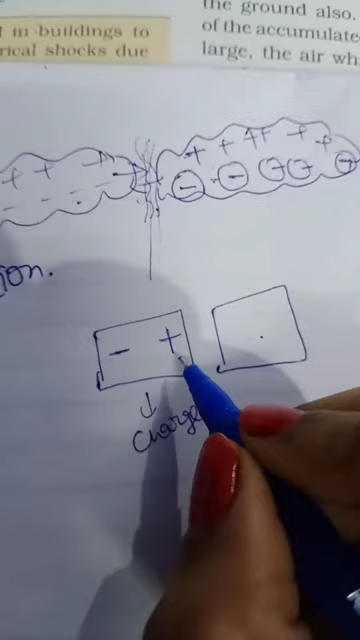 d in buildings to
rical shocks due
the ground also.
of the accumulate
large, the air wh
+ + + + + + + +
- - - - - - + + +
ion.
- +
↓
Charge